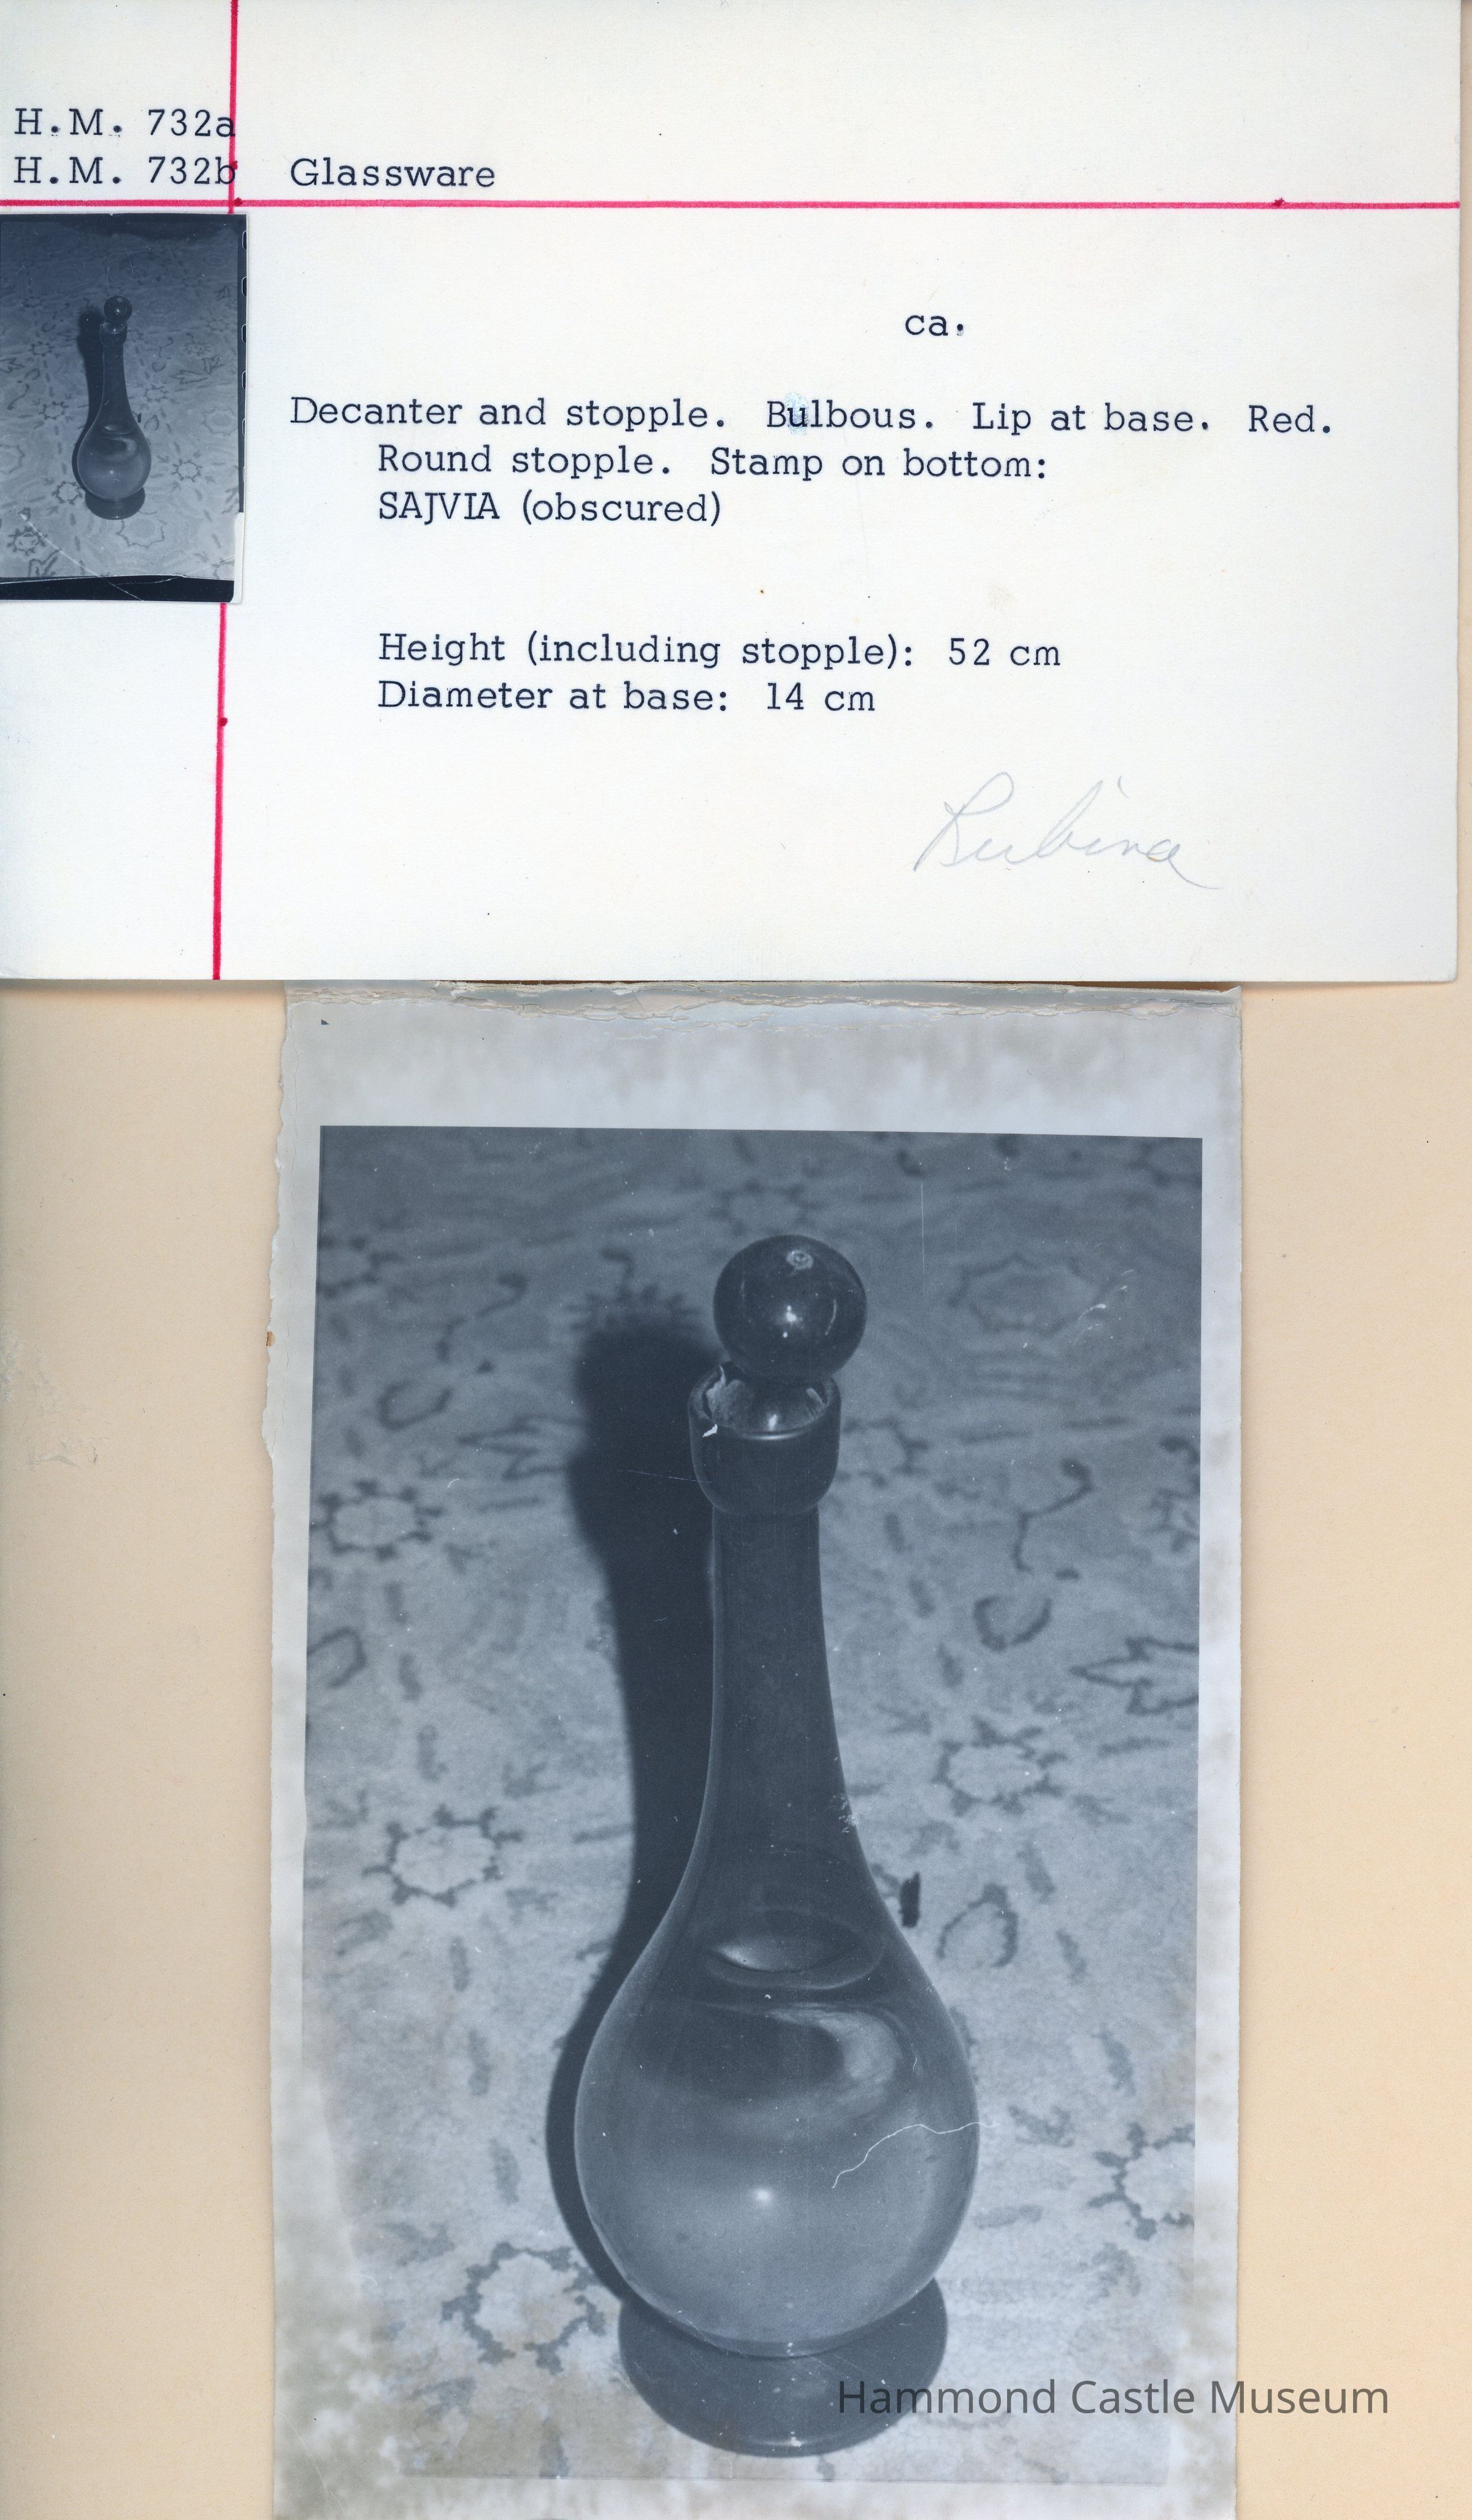 H.M. 732a
H.M. 732b Glassware
ca.
Decanter and stopple. Bulbous. Lip at base. Red.
Round stopple. Stamp on bottom:
SAJVIA (obscured)
Height (including stopple): 52 cm
Diameter at base: 14 cm
Rubina
Hammond Castle Museum